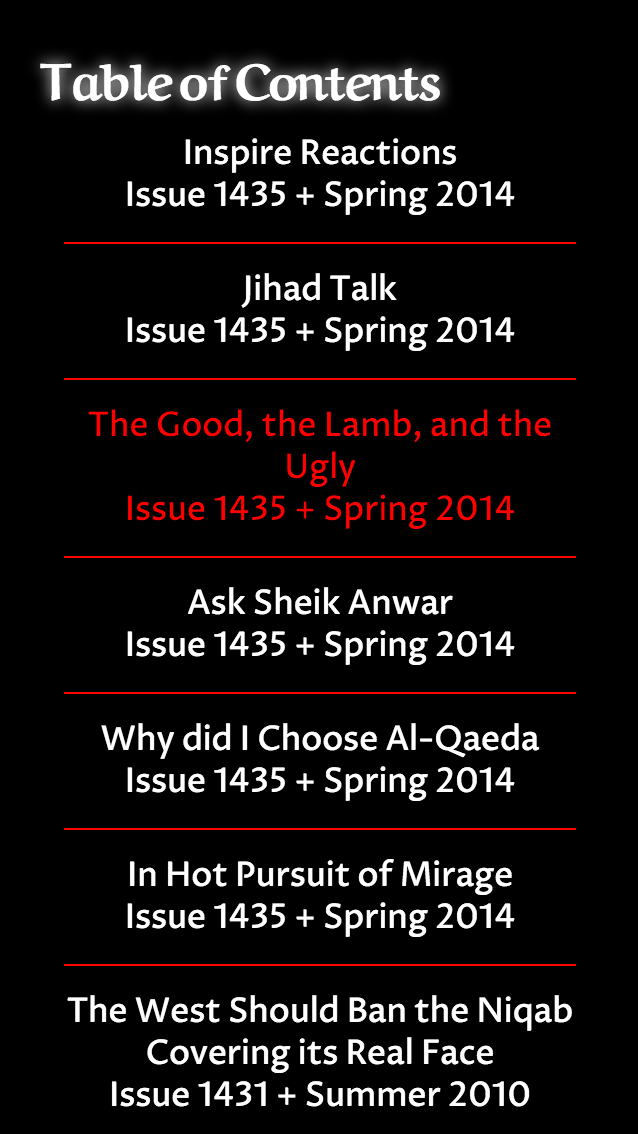 Table of Contents
Inspire Reactions
Issue 1435 + Spring 2014
Jihad Talk
Issue 1435 + Spring 2014
The Good, the Lamb, and the
Ugly
Issue 1435 + Spring 2014
Ask Sheik Anwar
Issue 1435 + Spring 2014
Why did I Choose Al-Qaeda
Issue 1435 + Spring 2014
In Hot Pursuit of Mirage
Issue 1435 + Spring 2014
The West Should Ban the Niqab
Covering its Real Face
Issue 1431 + Summer 2010